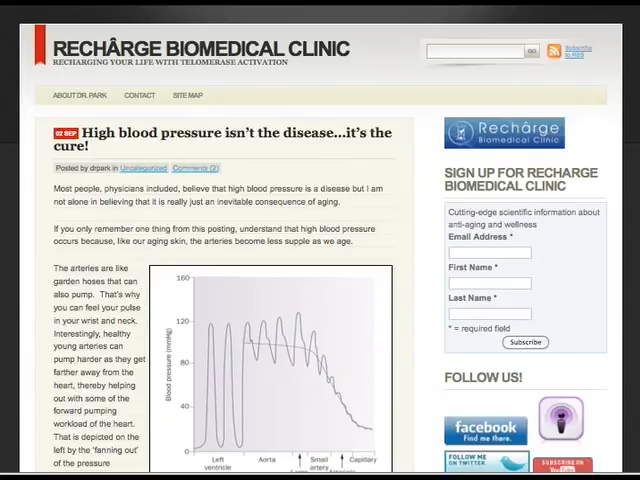 RECHÂRGE BIOMEDICAL CLINIC
RECHARGING YOUR LIFE WITH TELOMERASE ACTIVATION
GO
Subscribe
to RSS
ABOUT DR. PARK
CONTACT
SITE MAP
02 SEP High blood pressure isn't the disease...it's the
cure!
Posted by drpark in Uncategorized Comments (2)
Most people, physicians included, believe that high blood pressure is a disease but I am
not alone in believing that it is really just an inevitable consequence of aging.
If you only remember one thing from this posting, understand that high blood pressure
occurs because, like our aging skin, the arteries become less supple as we age.
The arteries are like
garden hoses that can
also pump. That's why
you can feel your pulse
in your wrist and neck.
Interestingly, healthy
young arteries can
pump harder as they get
farther away from the
heart, thereby helping
out with some of the
forward pumping
workload of the heart.
That is depicted on the
left by the 'fanning out'
of the pressure
Blood pressure (mmHg)
160
120
80
40
0
Left
ventricle
Aorta
Small
artery
Capillary
Rechârge
Biomedical Clinic
SIGN UP FOR RECHARGE
BIOMEDICAL CLINIC
Cutting-edge scientific information about
anti-aging and wellness
Email Address *
First Name *
Last Name *
* = required field
Subscribe
FOLLOW US!
facebook
Find me there.
FOLLOW ME
ON TWITTER
SUBSCRIBE ON